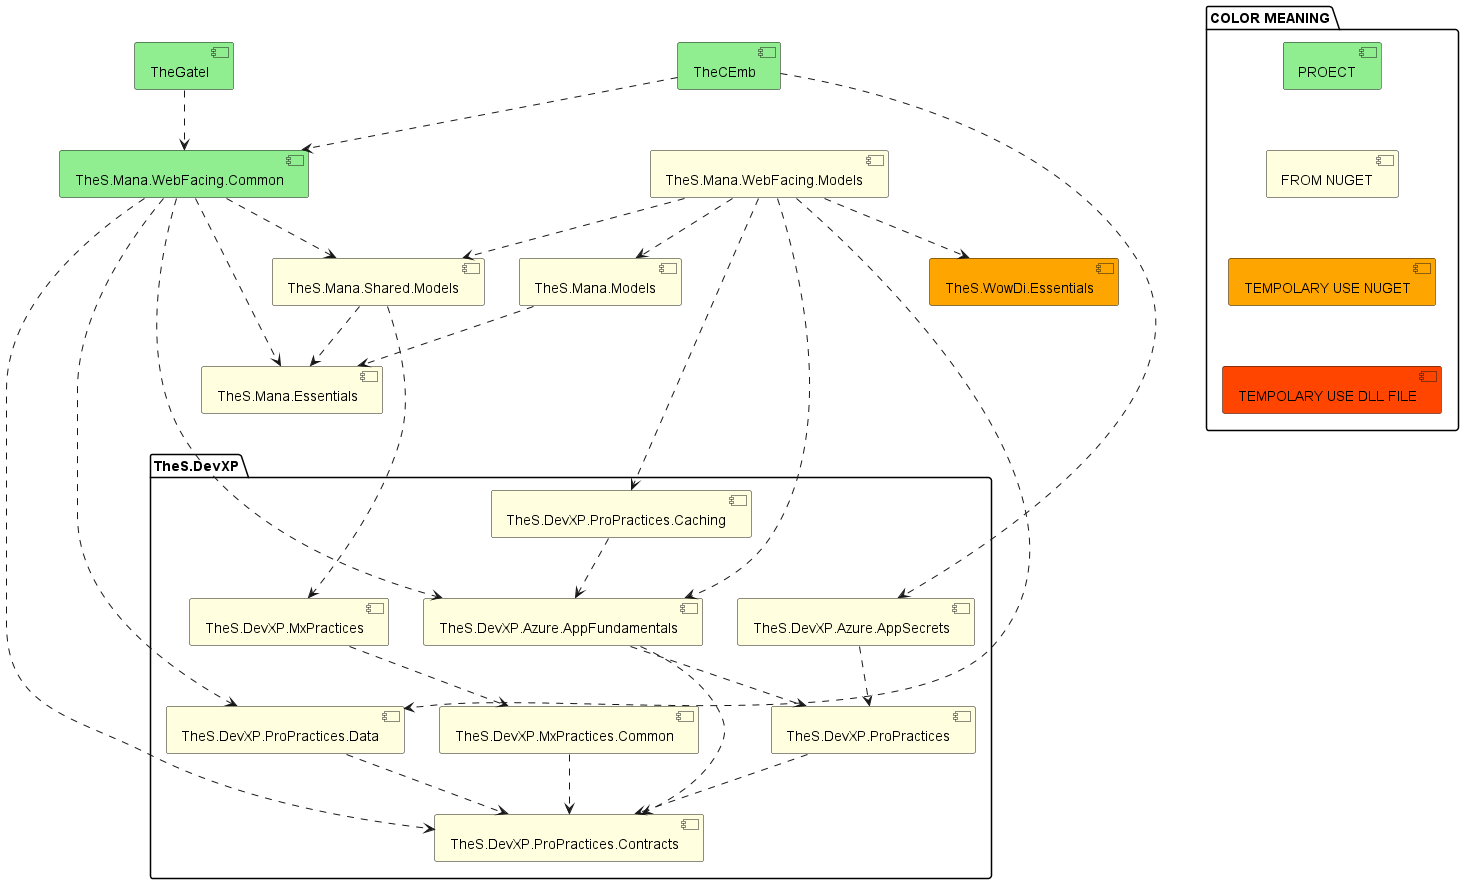 COLOR MEANING
TheGateI
TheCEmb
PROECT
TheS.Mana.WebFacing.Common
TheS.Mana.WebFacing.Models
FROM NUGET
TheS.Mana.Shared.Models
TheS.Mana.Models
TheS.WowDi.Essentials
TEMPOLARY USE NUGET
TheS.Mana.Essentials
TEMPOLARY USE DLL FILE
TheS.DevXP
TheS.DevXP.ProPractices.Caching
TheS.DevXP.MxPractices
TheS.DevXP.Azure.AppFundamentals
TheS.DevXP.Azure.AppSecrets
TheS.DevXP.ProPractices.Data
TheS.DevXP.MxPractices.Common
TheS.DevXP.ProPractices
TheS.DevXP.ProPractices.Contracts